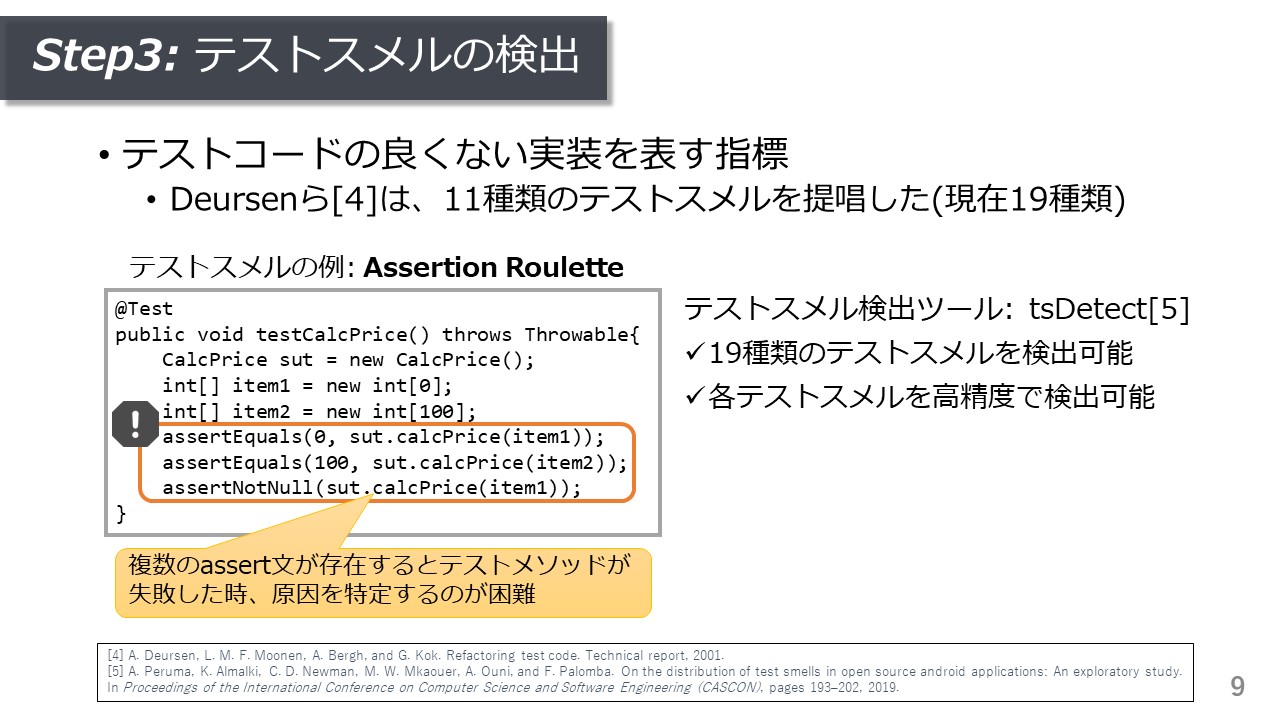 Step3: テストスメルの検出
• テストコードの良くない実装を表す指標
• Deursenら[4]は、11種類のテストスメルを提唱した(現在19種類)
テストスメルの例: Assertion Roulette
@Test
public void testCalcPrice() throws Throwable{
    CalcPrice sut = new CalcPrice();
    int[] item1 = new int[0];
    int[] item2 = new int[100];
    assertEquals(0, sut.calcPrice(item1));
    assertEquals(100, sut.calcPrice(item2));
    assertNotNull(sut.calcPrice(item1));
}
!
複数のassert文が存在するとテストメソッドが
失敗した時、原因を特定するのが困難
テストスメル検出ツール: tsDetect[5]
✓19種類のテストスメルを検出可能
✓各テストスメルを高精度で検出可能
[4] A. Deursen, L. M. F. Moonen, A. Bergh, and G. Kok. Refactoring test code. Technical report, 2001.
[5] A. Peruma, K. Almalki, C. D. Newman, M. W. Mkaouer, A. Ouni, and F. Palomba. On the distribution of test smells in open source android applications: An exploratory study.
In Proceedings of the International Conference on Computer Science and Software Engineering (CASCON), pages 193–202, 2019.
9